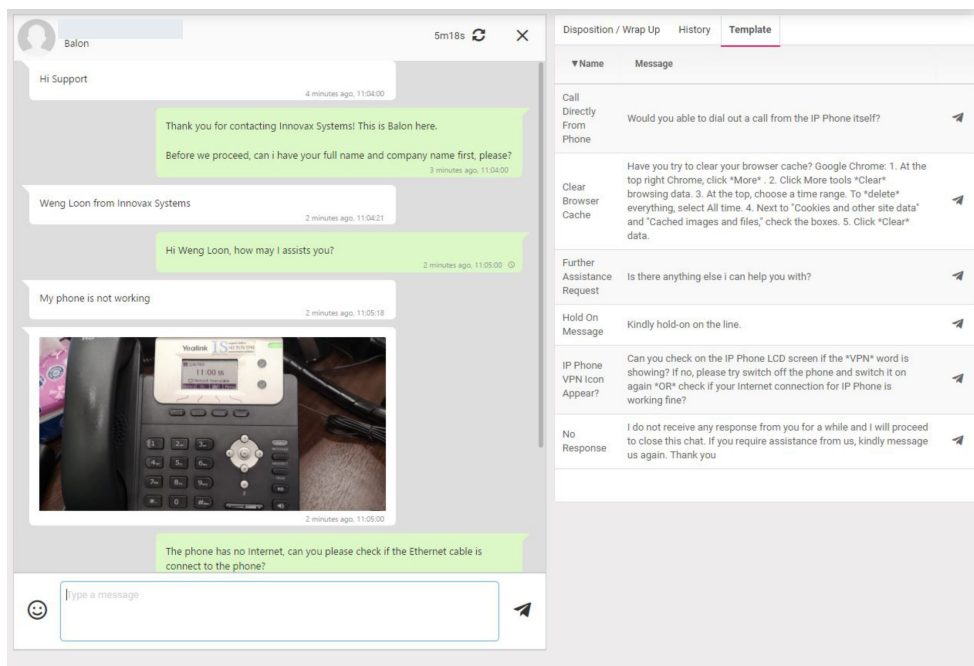 Balon
5m18s
Hi Support
4 minutes ago, 11:04:00
Thank you for contacting Innovax Systems! This is Balon here.
Before we proceed, can i have your full name and company name first, please?
3 minutes ago, 11:04:00
Weng Loon from Innovax Systems
2 minutes ago, 11:04:21
Hi Weng Loon, how may I assists you?
2 minutes ago, 11:05:00
My phone is not working
2 minutes ago, 11:05:18
Yealink
11:00
2 minutes ago, 11:05:00
The phone has no Internet, can you please check if the Ethernet cable is
connect to the phone?
Type a message
Disposition / Wrap Up History Template
▼Name Message
Call
Directly
From
Phone
Would you able to dial out a call from the IP Phone itself?
Clear
Browser
Cache
Have you try to clear your browser cache? Google Chrome: 1. At the
top right Chrome, click *More* . 2. Click More tools *Clear*
browsing data. 3. At the top, choose a time range. To *delete*
everything, select All time. 4. Next to "Cookies and other site data"
and "Cached images and files," check the boxes. 5. Click *Clear*
data.
Further
Assistance
Request
Is there anything else i can help you with?
Hold On
Message
Kindly hold-on on the line.
IP Phone
VPN Icon
Appear?
Can you check on the IP Phone LCD screen if the *VPN* word is
showing? If no, please try switch off the phone and switch it on
again *OR* check if your Internet connection for IP Phone is
working fine?
No
Response
I do not receive any response from you for a while and I will proceed
to close this chat. If you require assistance from us, kindly message
us again. Thank you